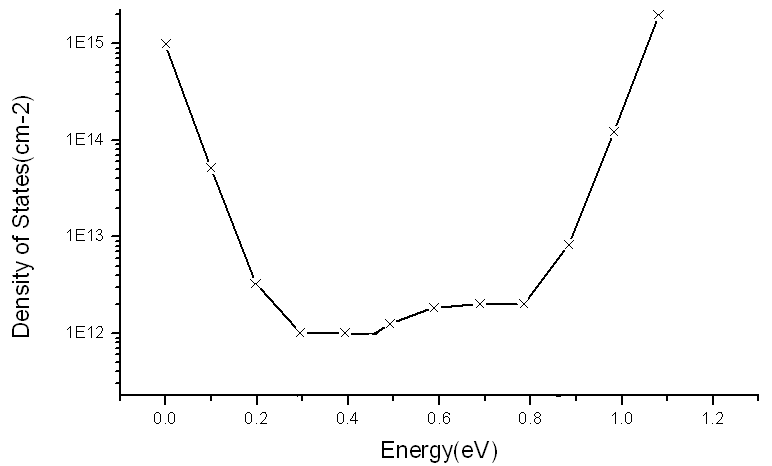 1E15
1E14
1E13
1E12
Density of States(cm-2)
0.0 0.2 0.4 0.6 0.8 1.0 1.2
Energy(eV)